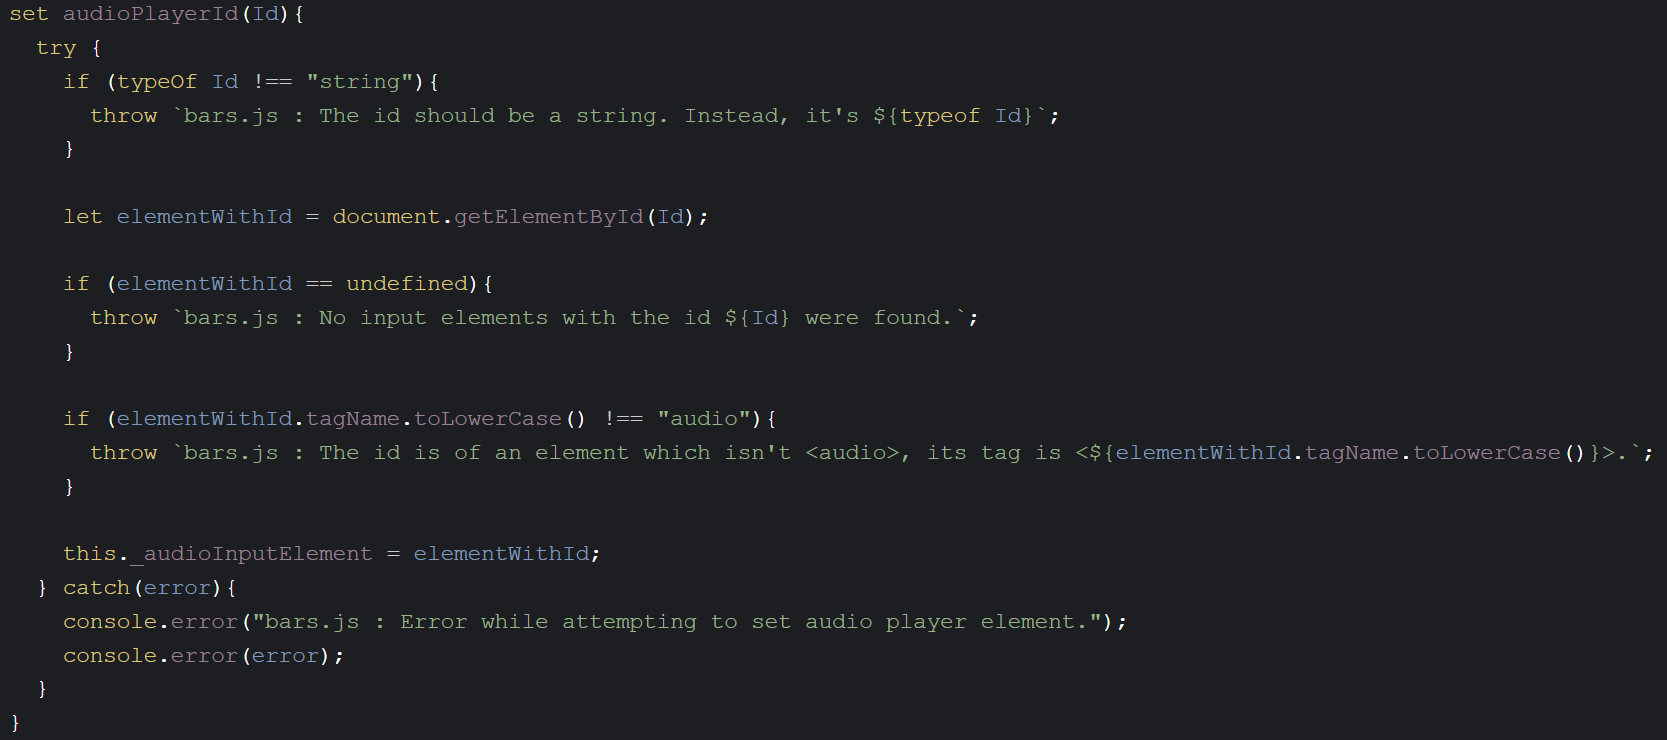 set audioPlayerId(Id){
  try {
    if (typeOf Id !== "string"){
      throw `bars.js : The id should be a string. Instead, it's ${typeof Id}`;
    }

    let elementWithId = document.getElementById(Id);

    if (elementWithId == undefined){
      throw `bars.js : No input elements with the id ${Id} were found.`;
    }

    if (elementWithId.tagName.toLowerCase() !== "audio"){
      throw `bars.js : The id is of an element which isn't <audio>, its tag is <${elementWithId.tagName.toLowerCase()}>.`;
    }

    this._audioInputElement = elementWithId;
  } catch(error){
    console.error("bars.js : Error while attempting to set audio player element.");
    console.error(error);
  }
}